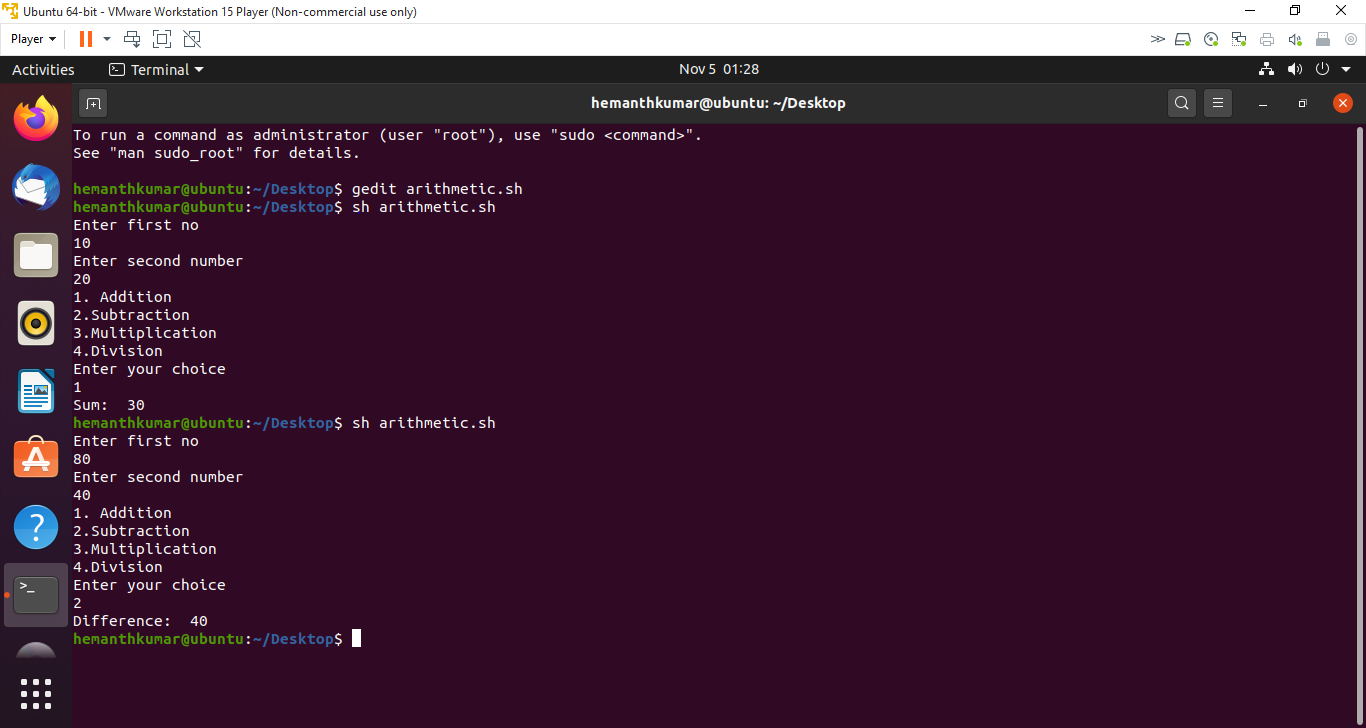 Ubuntu 64-bit - VMware Workstation 15 Player (Non-commercial use only)
Player
Activities
Terminal
Nov 5 01:28
hemanthkumar@ubuntu: ~/Desktop
To run a command as administrator (user "root"), use "sudo <command>".
See "man sudo_root" for details.
hemanthkumar@ubuntu:~/Desktop$ gedit arithmetic.sh
hemanthkumar@ubuntu:~/Desktop$ sh arithmetic.sh
Enter first no
10
Enter second number
20
1. Addition
2.Subtraction
3.Multiplication
4.Division
Enter your choice
1
Sum:  30
hemanthkumar@ubuntu:~/Desktop$ sh arithmetic.sh
Enter first no
80
Enter second number
40
1. Addition
2.Subtraction
3.Multiplication
4.Division
Enter your choice
2
Difference:  40
hemanthkumar@ubuntu:~/Desktop$